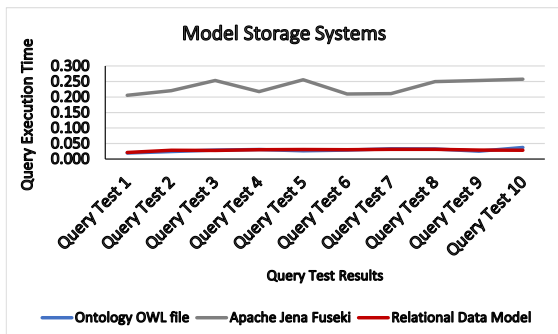 Model Storage Systems
Query Execution Time
0.300
0.250
0.200
0.150
0.100
0.050
0.000
Query Test 1
Query Test 2
Query Test 3
Query Test 4
Query Test 5
Query Test 6
Query Test 7
Query Test 8
Query Test 9
Query Test 10
Query Test Results
Ontology OWL file Apache Jena Fuseki Relational Data Model